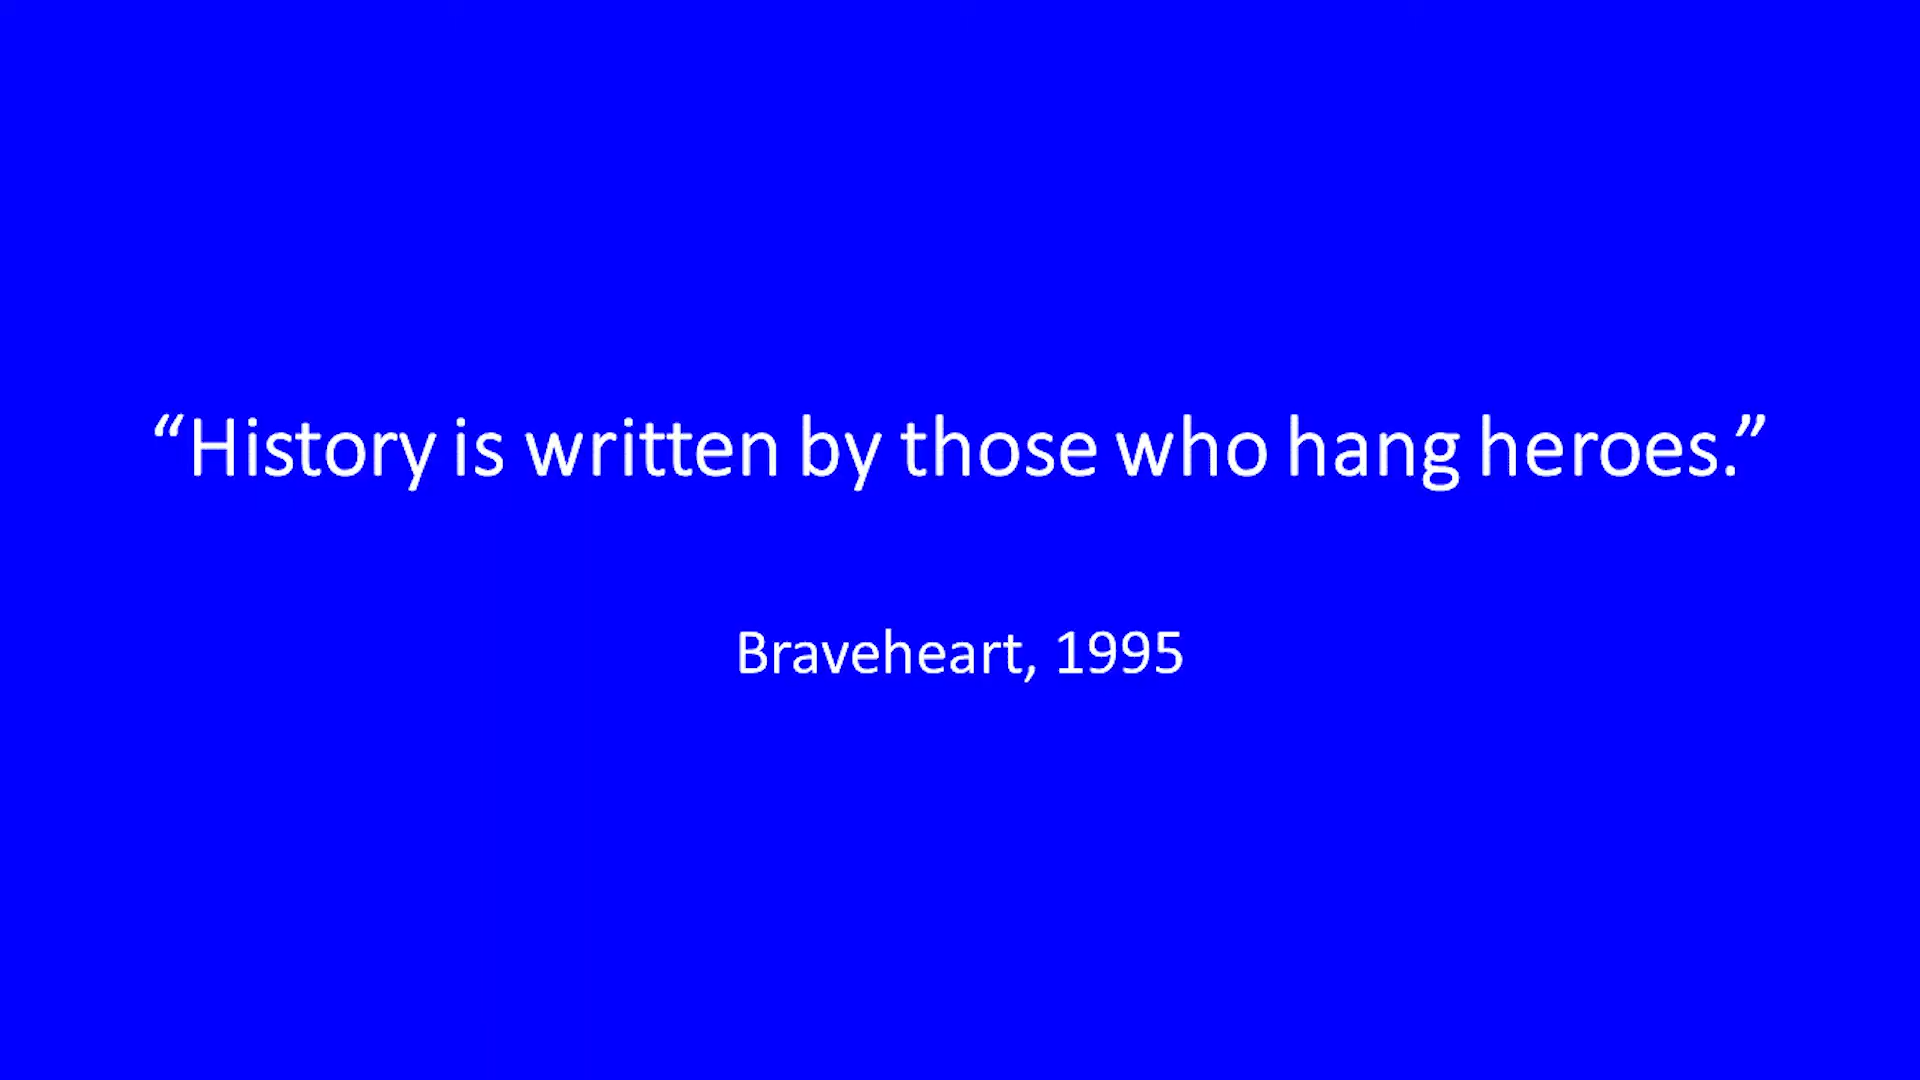 “History is written by those who hang heroes.”
Braveheart, 1995